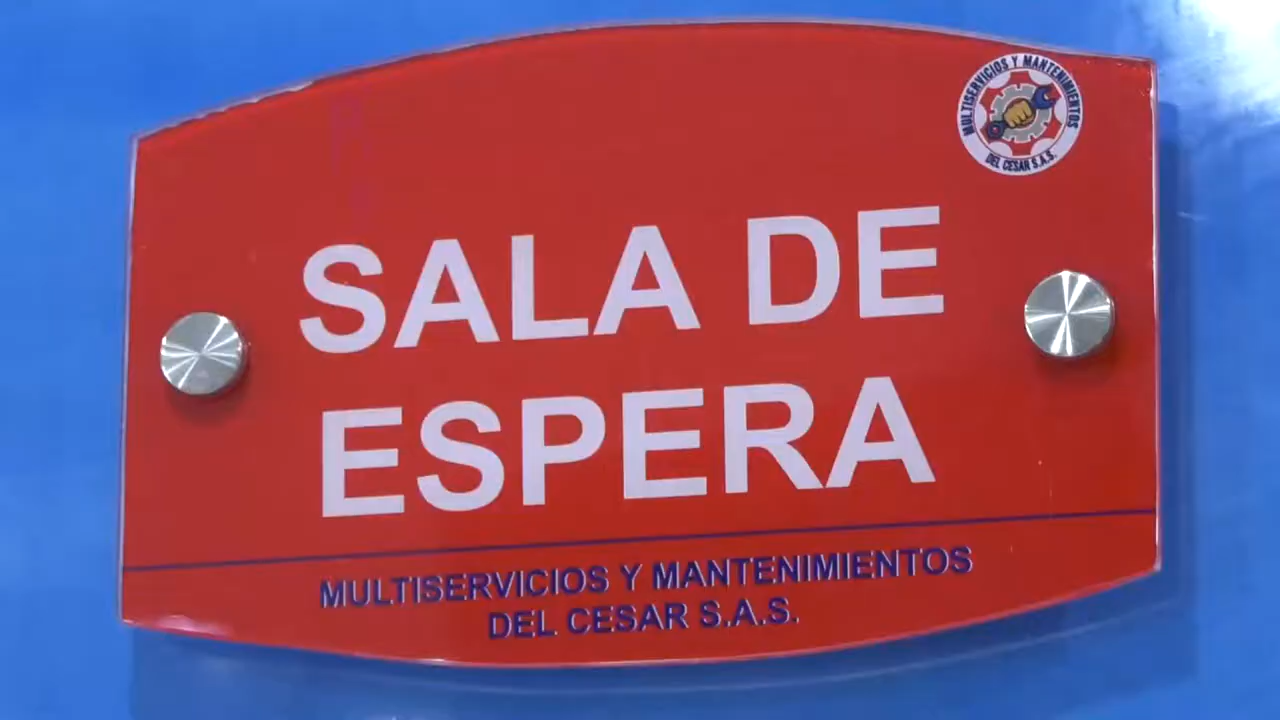 MULTISERVICIOS Y MANTENIMIENTOS
DEL CESAR S.A.S.
SALA DE
ESPERA
MULTISERVICIOS Y MANTENIMIENTOS
DEL CESAR S.A.S.